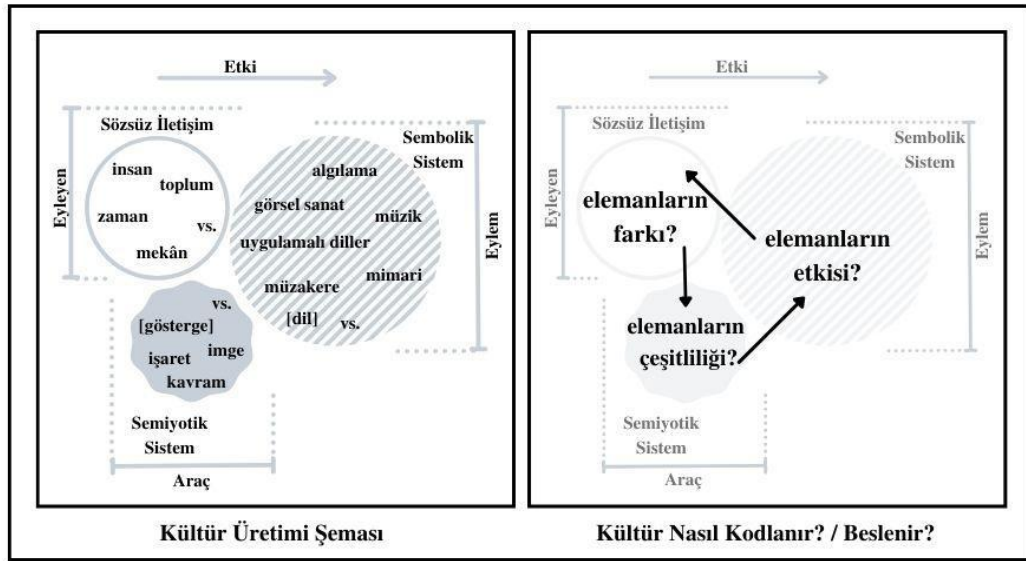 Etki
Sözsüz İletişim
Eyleyen
insan
toplum
zaman
vs.
mekân
Sembolik
Sistem
algılama
görsel sanat
müzik
uygulamalı diller
mimari
müzakere
[dil]
vs.
Eylem
vs.
[gösterge]
imge
işaret
kavram
Semiyotik
Sistem
Araç
Kültür Üretimi Şeması
Etki
Sözsüz İletişim
Eyleyen
Sembolik
Sistem
elemanların
farkı?
elemanların
etkisi?
Eylem
elemanların
çeşitliliği?
Semiyotik
Sistem
Araç
Kültür Nasıl Kodlanır? / Beslenir?